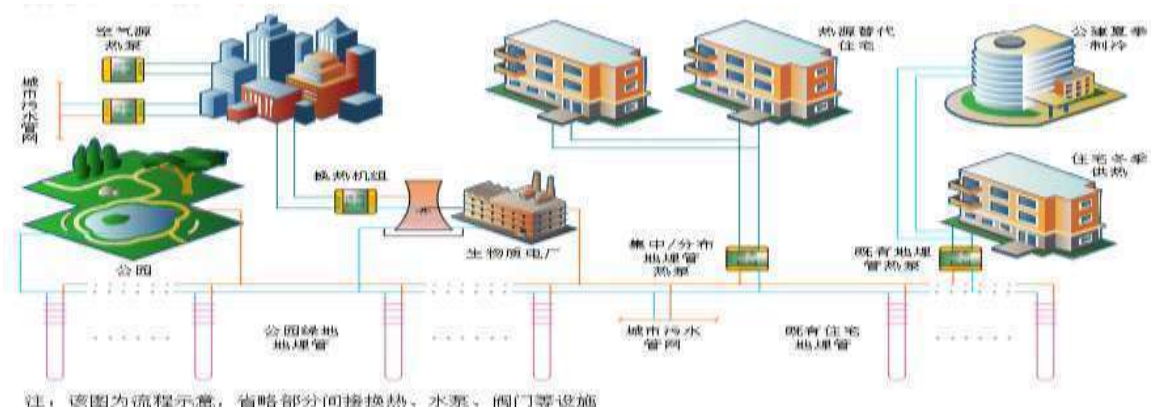 空气源
热泵
城市污水管网
热源替代
住宅
公建夏季
制冷
换热机组
住宅冬季
供热
生物质电厂
集中/分布
地埋管
热泵
既有地埋
管热泵
公园
公园绿地
地埋管
城市污水
管网
既有住宅
地埋管
注：该图为流程示意，省略部分间接换热、水泵、阀门等设施